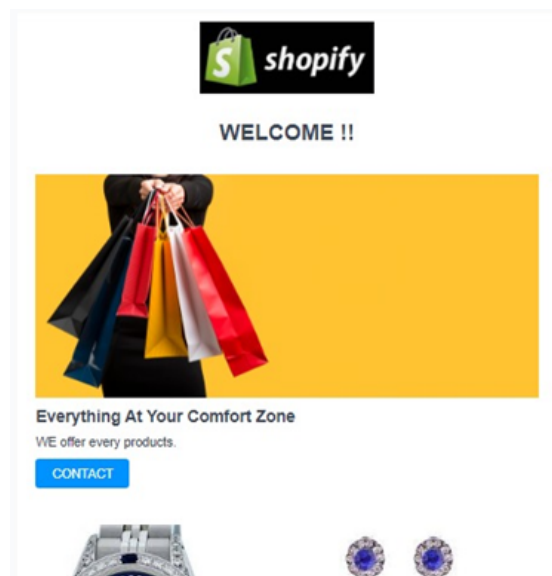 shopify
WELCOME !!
Everything At Your Comfort Zone
WE offer every products.
CONTACT